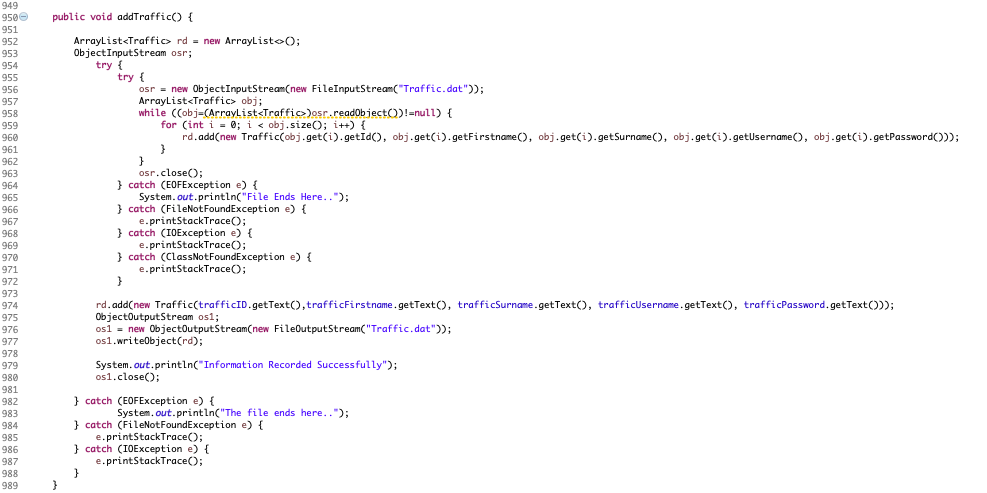 949
950 public void addTraffic() {
951
952 ArrayList<Traffic> rd = new ArrayList<>();
953 ObjectInputStream osr;
954 try {
955 try {
956 osr = new ObjectInputStream(new FileInputStream("Traffic.dat"));
957 ArrayList<Traffic> obj;
958 while ((obj=(ArrayList<Traffic>)osr.readObject())!=null) {
959 for (int i = 0; i < obj.size(); i++) {
960 rd.add(new Traffic(obj.get(i).getId(), obj.get(i).getFirstname(), obj.get(i).getSurname(), obj.get(i).getUsername(), obj.get(i).getPassword()));
961 }
962 }
963 osr.close();
964 } catch (EOFException e) {
965 System.out.println("File Ends Here..");
966 } catch (FileNotFoundException e) {
967 e.printStackTrace();
968 } catch (IOException e) {
969 e.printStackTrace();
970 } catch (ClassNotFoundException e) {
971 e.printStackTrace();
972 }
973
974 rd.add(new Traffic(trafficID.getText(),trafficFirstname.getText(), trafficSurname.getText(), trafficUsername.getText(), trafficPassword.getText()));
975 ObjectOutputStream os1;
976 os1 = new ObjectOutputStream(new FileOutputStream("Traffic.dat"));
977 os1.writeObject(rd);
978
979 System.out.println("Information Recorded Successfully");
980 os1.close();
981
982 } catch (EOFException e) {
983 System.out.println("The file ends here..");
984 } catch (FileNotFoundException e) {
985 e.printStackTrace();
986 } catch (IOException e) {
987 e.printStackTrace();
988 }
989 }